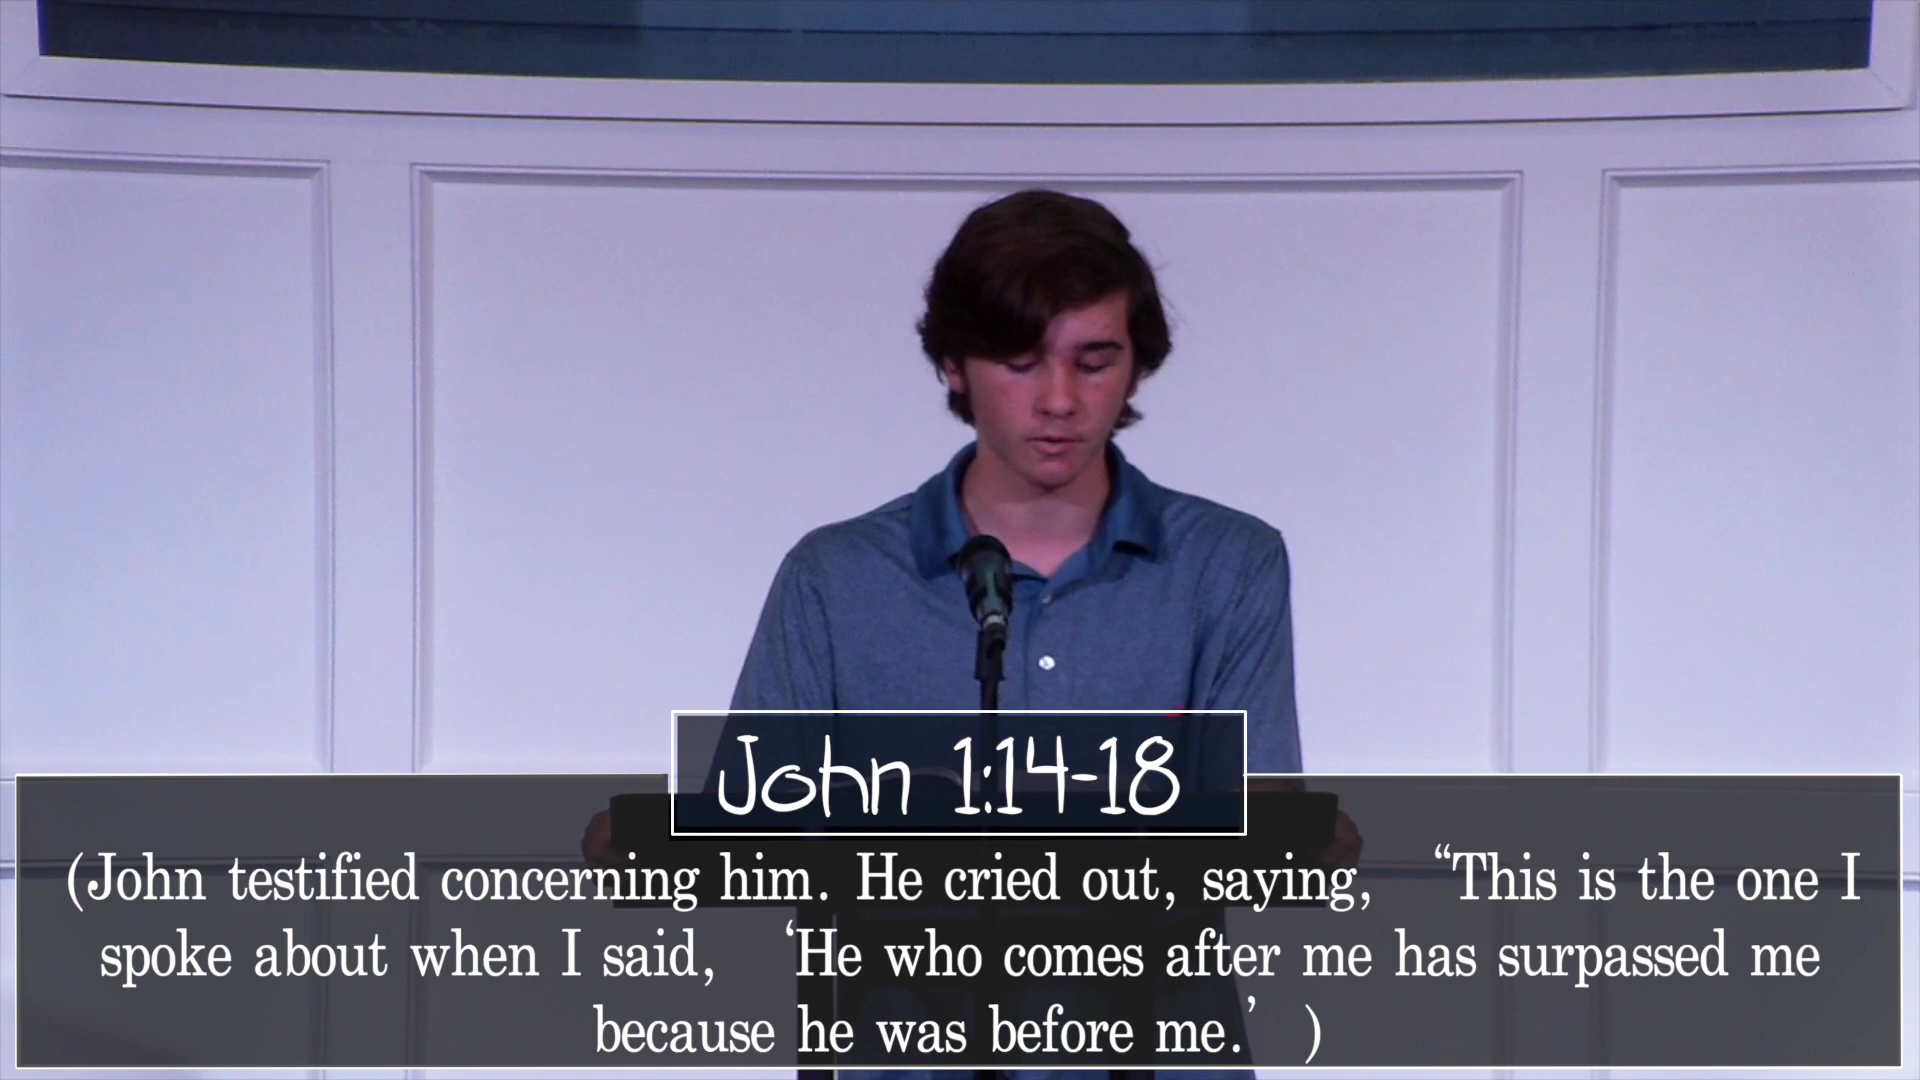 John 1:14-18
(John testified concerning him. He cried out, saying, “This is the one I
spoke about when I said, ‘He who comes after me has surpassed me
because he was before me.’ )